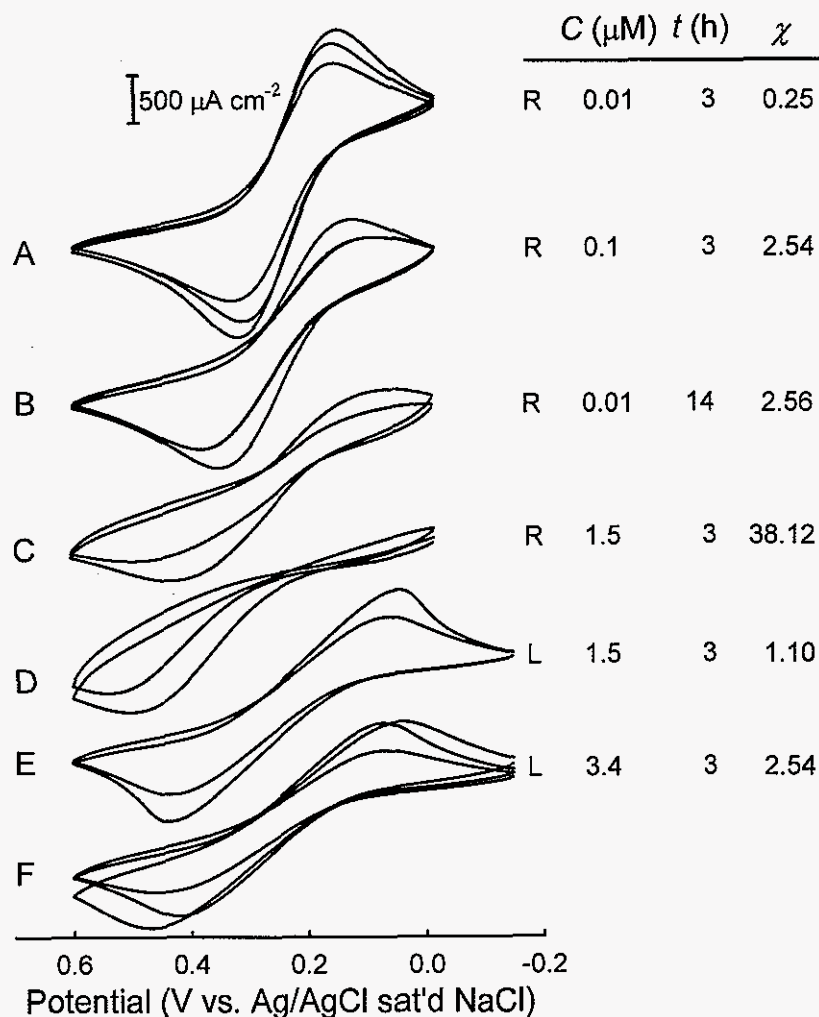 C (μM) t (h) χ
500 μA cm⁻²
R 0.01 3 0.25
A R 0.1 3 2.54
B R 0.01 14 2.56
C R 1.5 3 38.12
D L 1.5 3 1.10
E L 3.4 3 2.54
F
0.6 0.4 0.2 0.0 -0.2
Potential (V vs. Ag/AgCl sat'd NaCl)